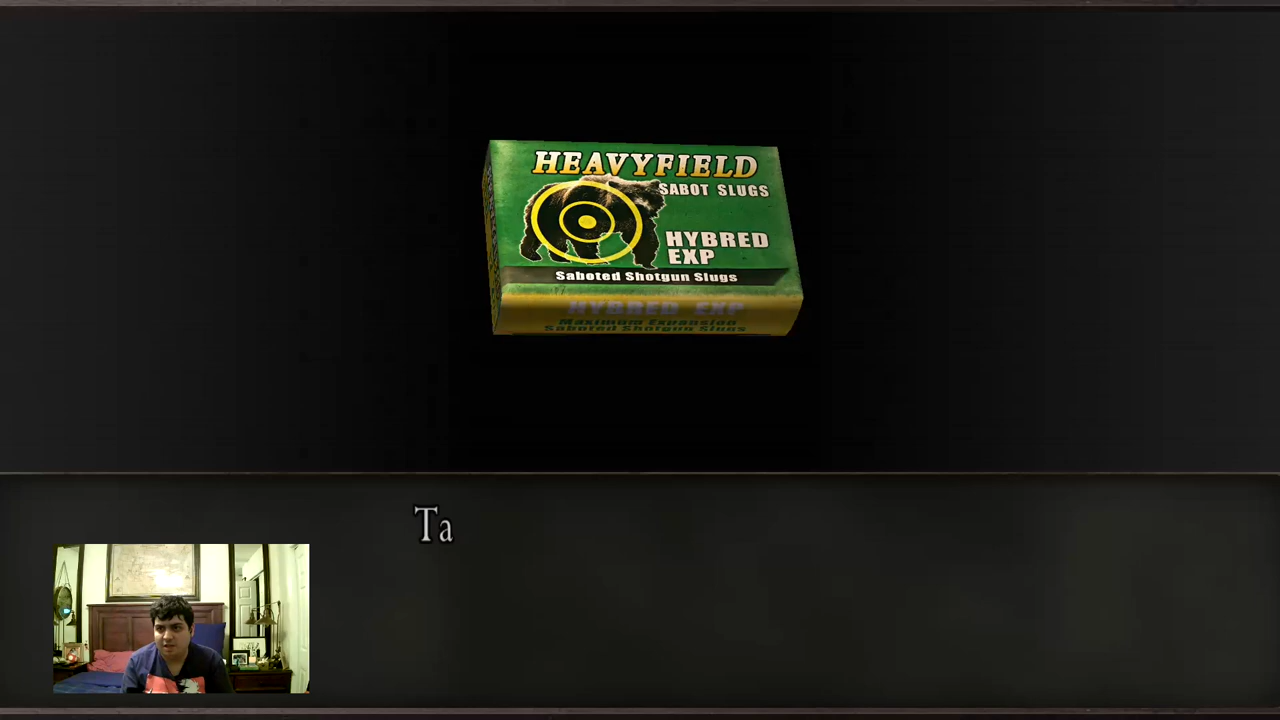 HEAVYFIELD
SABOT SLUGS
HYBRED
EXP
Saboted Shotgun Slugs
HYBRED EXP
Maximum Expansion
Saboted Shotgun Slugs
Ta